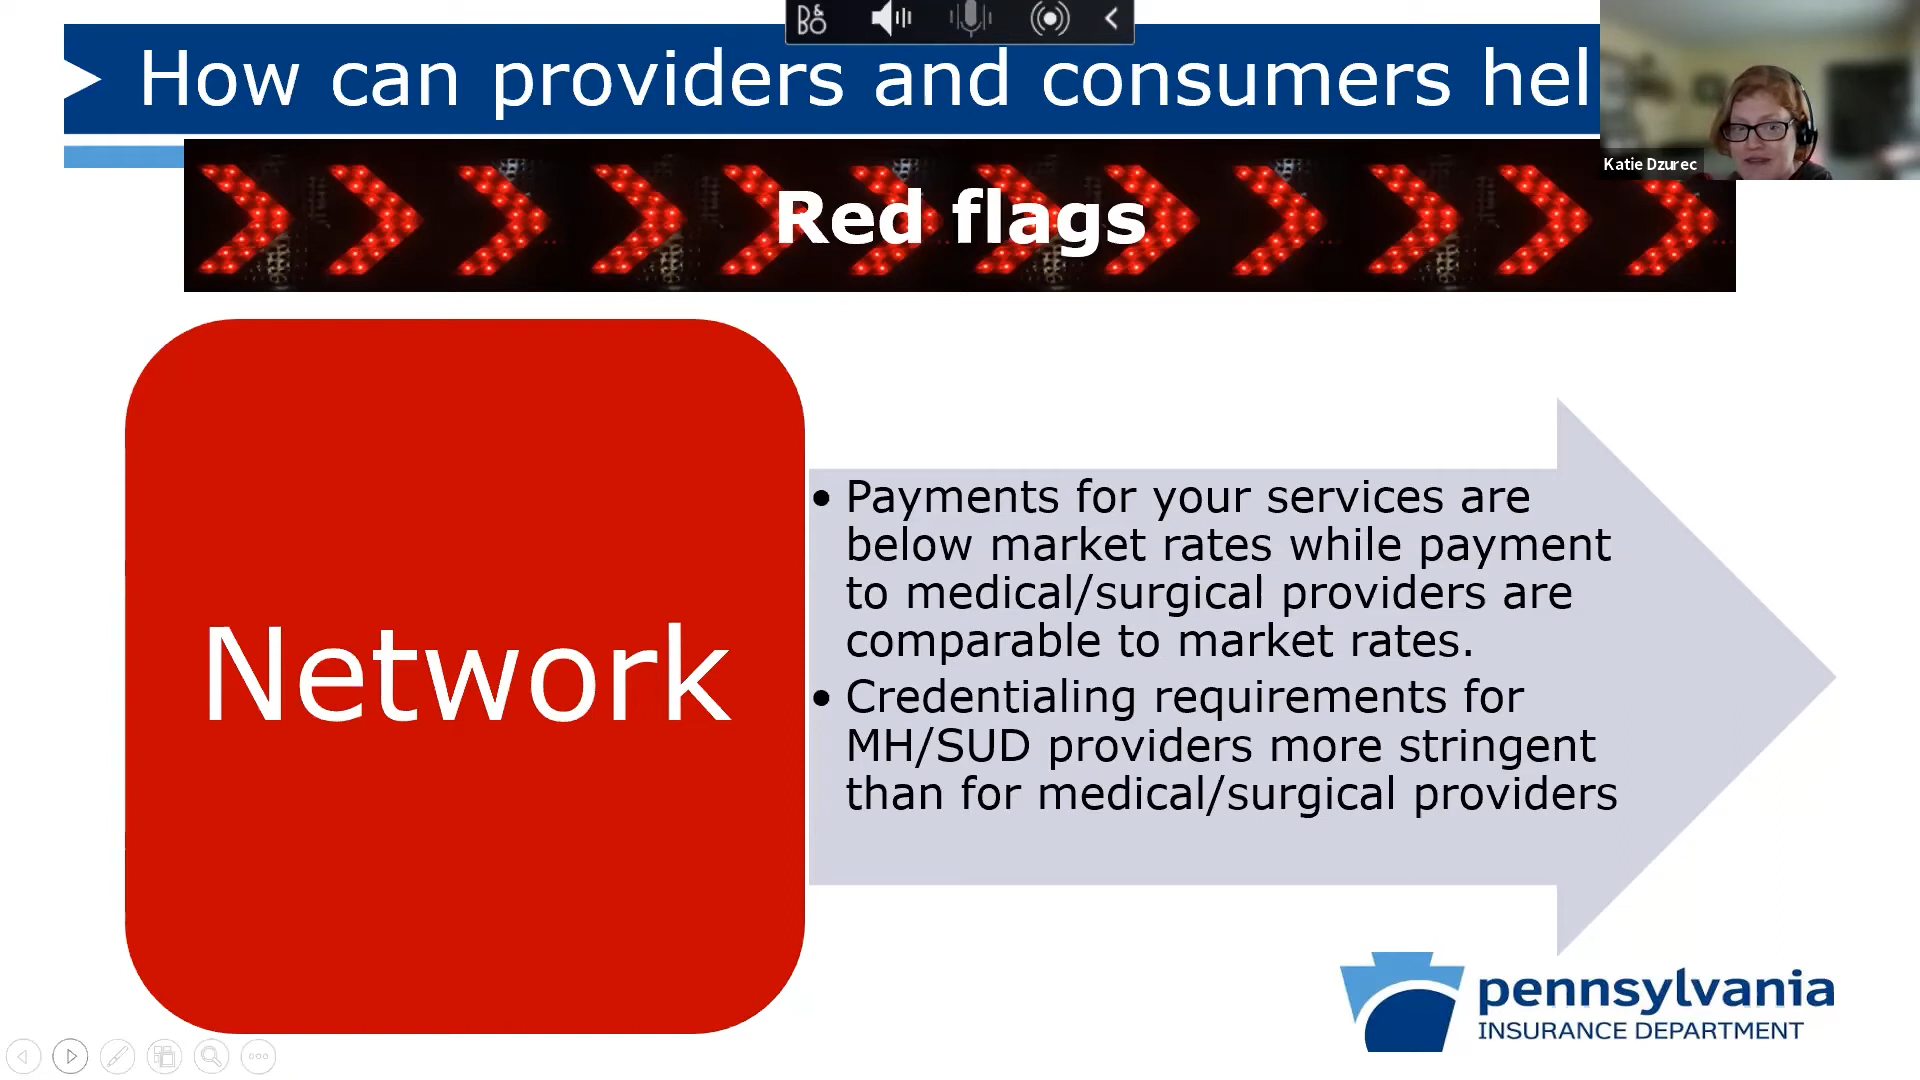 B&O
How can providers and consumers hel
Katie Dzurec
Red flags
Network
• Payments for your services are
below market rates while payment
to medical/surgical providers are
comparable to market rates.
• Credentialing requirements for
MH/SUD providers more stringent
than for medical/surgical providers
pennsylvania
INSURANCE DEPARTMENT